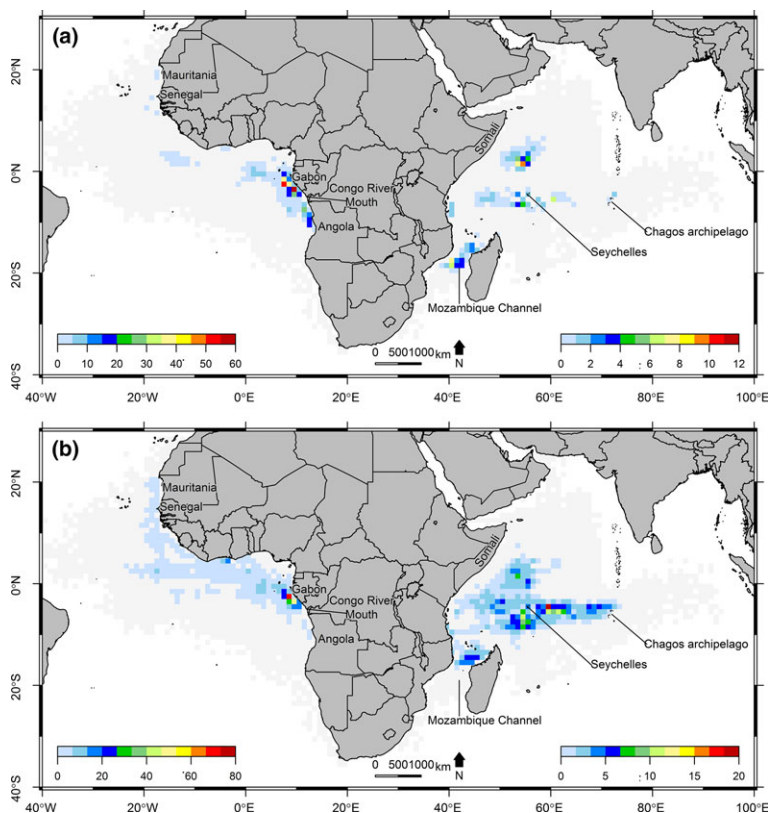 (a)
20°N
0°N
20°S
40°S
Mauritania
Senegal
Gabon
Congo River
Mouth
Angola
Somali
Seychelles
Chagos archipelago
Mozambique Channel
0 10 20 30 40 50 60
0 5001000 km
N
0 2 4 6 8 10 12
40°W 20°W 0°E 20°E 40°E 60°E 80°E 100°E
(b)
20°N
0°N
20°S
40°S
Mauritania
Senegal
Gabon
Congo River
Mouth
Angola
Somali
Seychelles
Chagos archipelago
Mozambique Channel
0 20 40 60 80
0 5001000 km
N
0 5 10 15 20
40°W 20°W 0°E 20°E 40°E 60°E 80°E 100°E